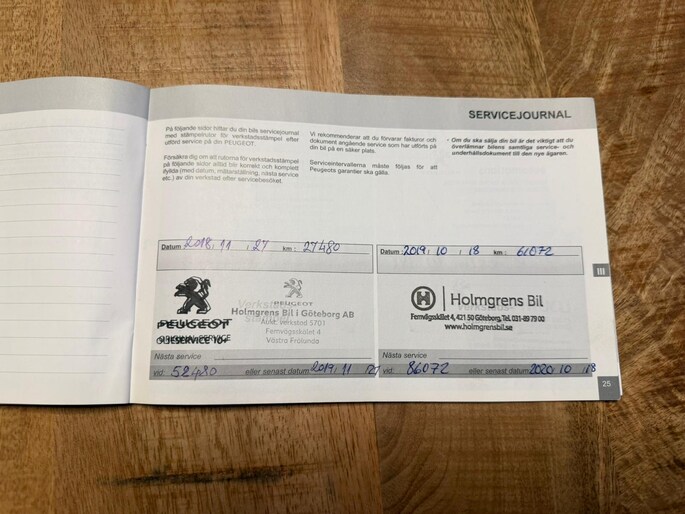 SERVICEJOURNAL
På följande sidor hittar du din bils servicejournal
med stämpelrutor för verkstadsstämpel efter
utförd service på din PEUGEOT.
Försäkra dig om att rutorna för verkstadsstämpel
på följande sidor alltid blir korrekt och komplett
ifyllda (med datum, mätarställning, nästa service
etc.) av din verkstad efter servicebesöket.
Vi rekommenderar att du förvarar fakturor och
dokument angående service som har utförts på
din bil på en säker plats.
Serviceintervallerna måste följas för att
Peugeots garantier ska gälla.
- Om du ska sälja din bil är det viktigt att du
överlämnar bilens samtliga service- och
underhållsdokument till den nye ägaren.
Datum 2018, 11, 27 km: 27480
PEUGEOT
PEUGEOT
Holmgrens Bil i Göteborg AB
Aukt. verkstad 5701
Fernvägsskälet 4
Västra Frölunda
Nästa service
vid: 52480 eller senast datum 2019, 11, 27
Datum 2019, 10, 18 km: 61072
H Holmgrens Bil
421 50 Göteborg, Tel. 031-89 79 00
www.holmgrensbil.se
Nästa service
vid: 86072 eller senast datum 2020, 10, 18
III
25